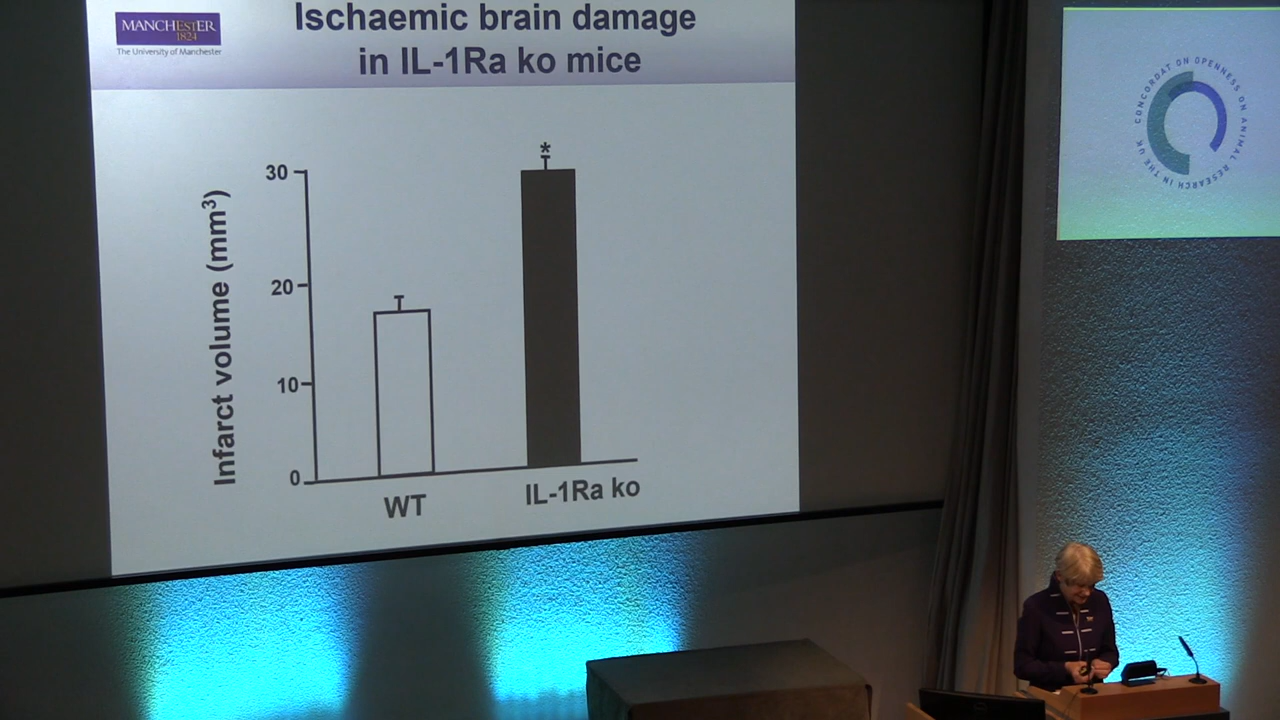 MANCHESTER
1824
The University of Manchester
Ischaemic brain damage
in IL-1Ra ko mice
Infarct volume (mm³)
30
20
10
0
*
WT
IL-1Ra ko
CONCORDAT ON OPENNESS ON ANIMAL RESEARCH IN THE UK